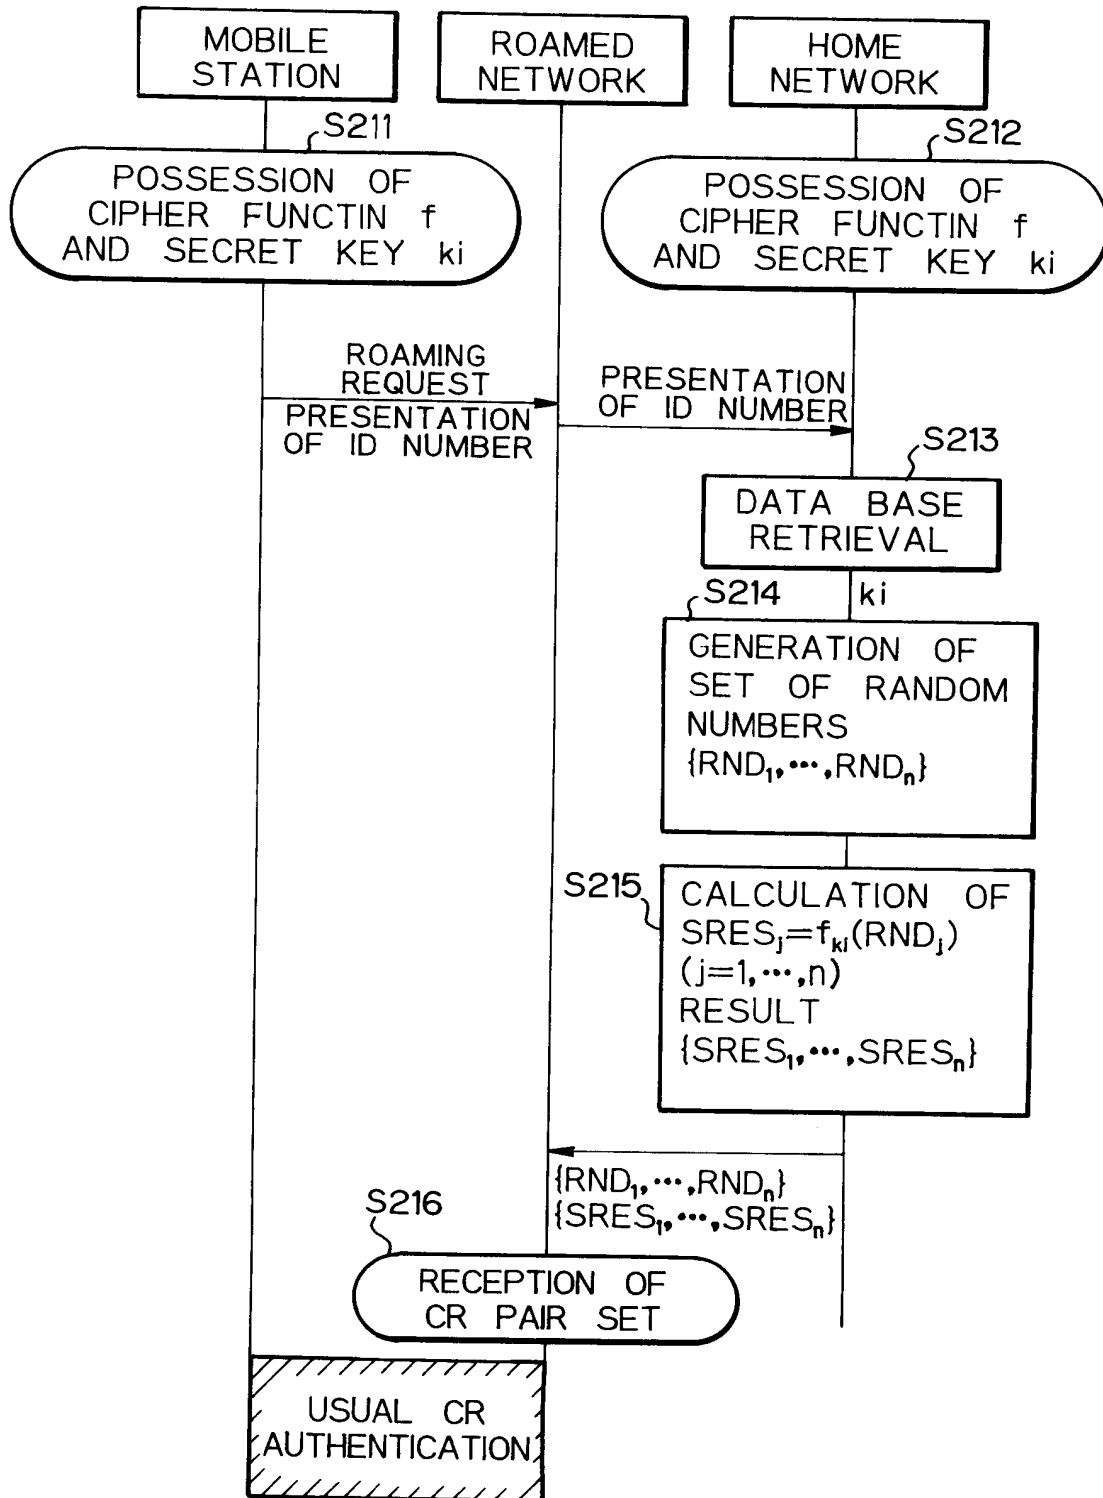 MOBILE
STATION
ROAMED
NETWORK
HOME
NETWORK
S211
POSSESSION OF
CIPHER FUNCTIN f
AND SECRET KEY ki
S212
POSSESSION OF
CIPHER FUNCTIN f
AND SECRET KEY ki
ROAMING
REQUEST
PRESENTATION
OF ID NUMBER
PRESENTATION
OF ID NUMBER
S213
DATA BASE
RETRIEVAL
ki
S214
GENERATION OF
SET OF RANDOM
NUMBERS
{RND₁,···,RNDₙ}
S215
CALCULATION OF
SRESⱼ=fₖᵢ(RNDⱼ)
(j=1,···,n)
RESULT
{SRES₁,···,SRESₙ}
{RND₁,···,RNDₙ}
{SRES₁,···,SRESₙ}
S216
RECEPTION OF
CR PAIR SET
USUAL CR
AUTHENTICATION